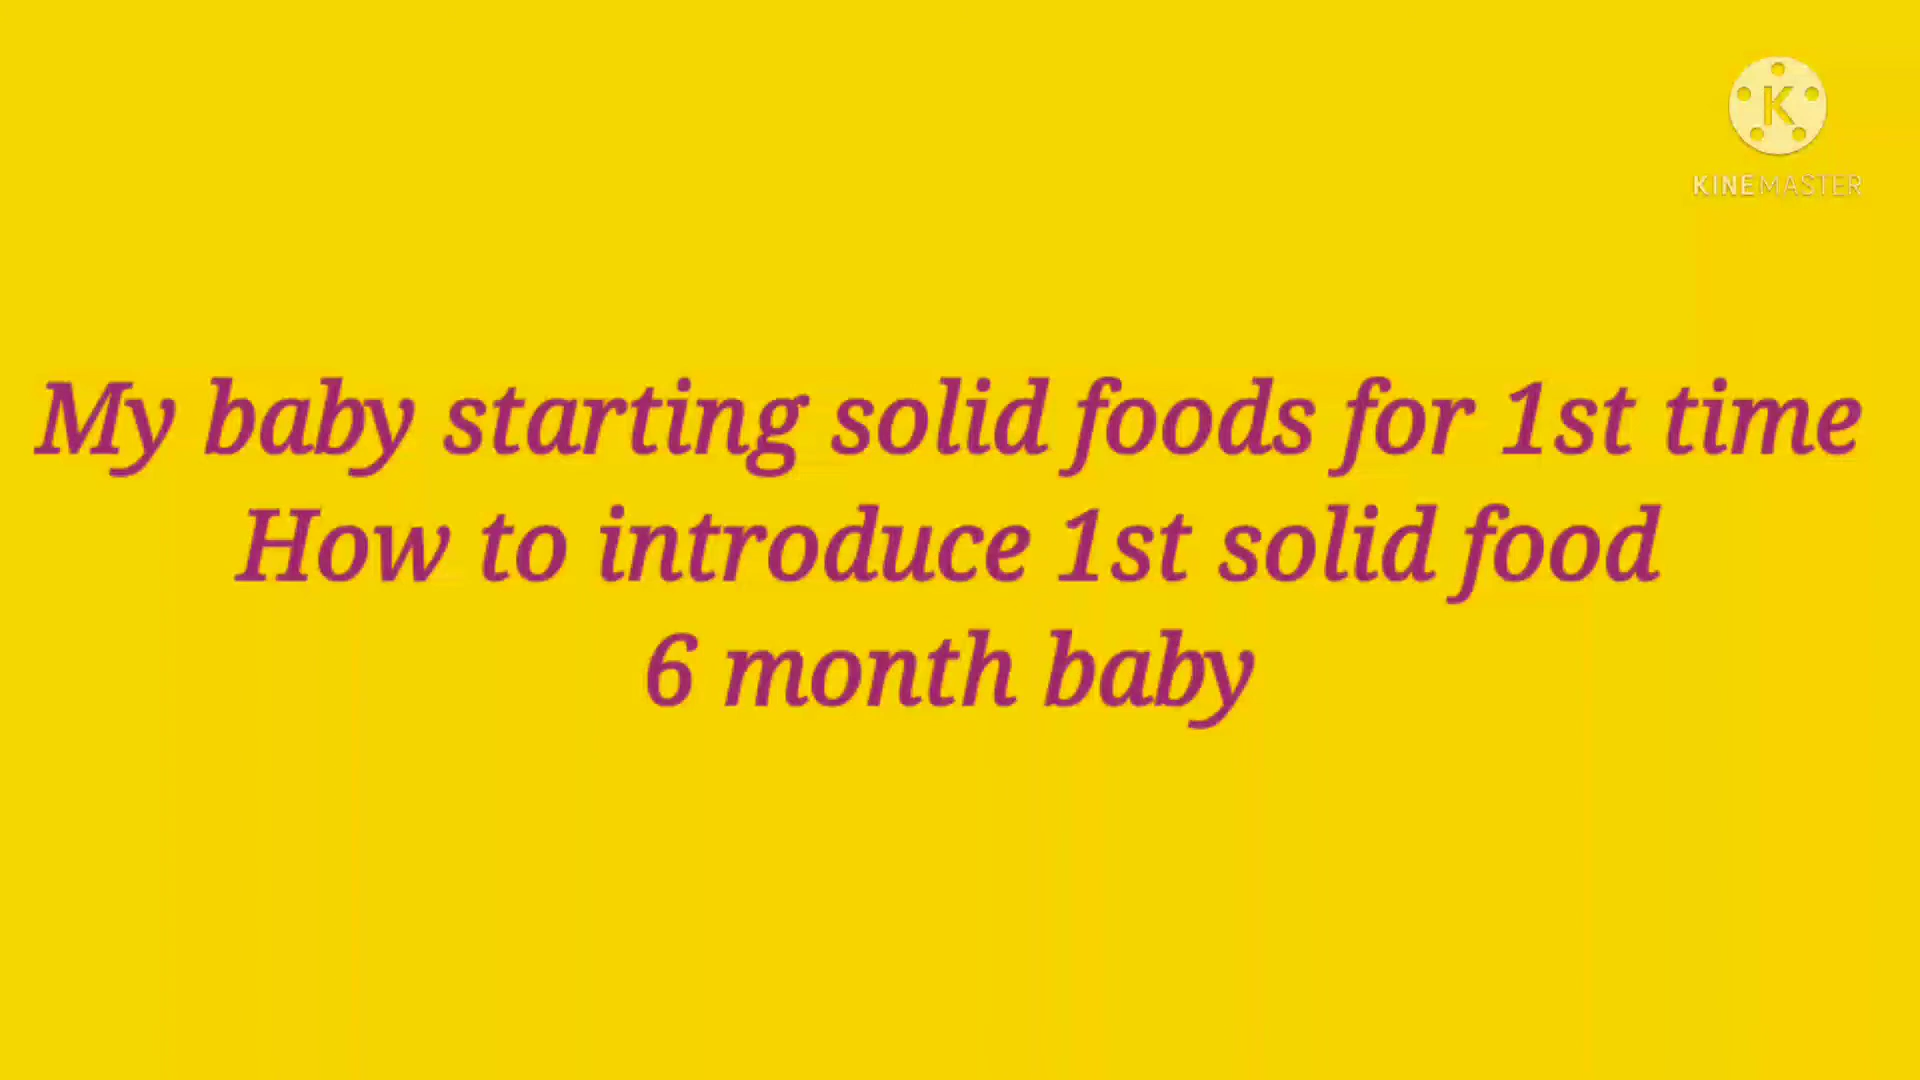 K
KINEMASTER
My baby starting solid foods for 1st time
How to introduce 1st solid food
6 month baby